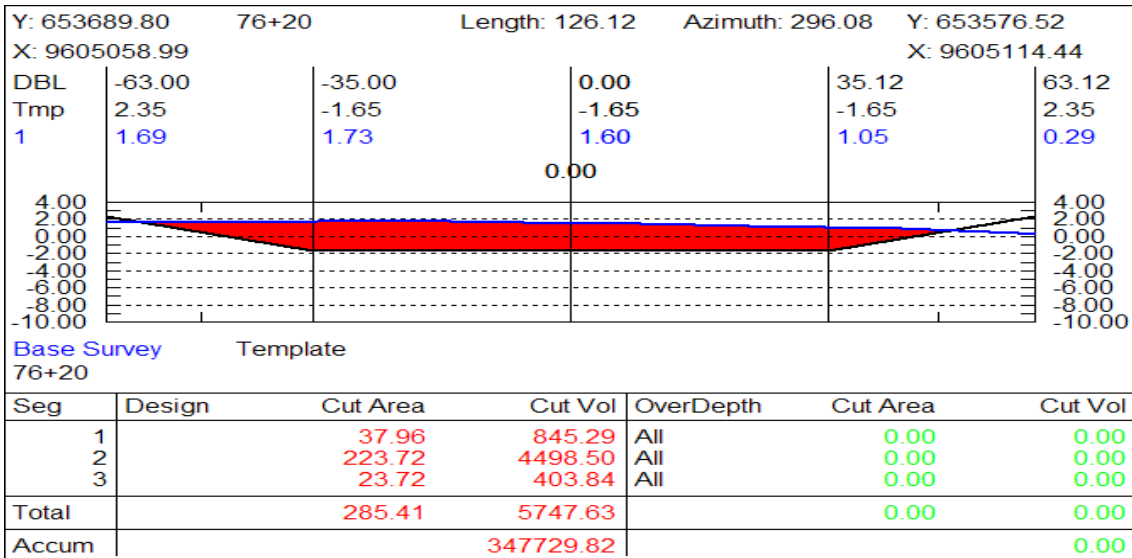 Y: 653689.80 76+20 Length: 126.12 Azimuth: 296.08 Y: 653576.52
X: 9605058.99 X: 9605114.44
DBL -63.00 -35.00 0.00 35.12 63.12
Tmp 2.35 -1.65 -1.65 -1.65 2.35
1 1.69 1.73 1.60 1.05 0.29
0.00
4.00 4.00
2.00 2.00
0.00 0.00
-2.00 -2.00
-4.00 -4.00
-6.00 -6.00
-8.00 -8.00
-10.00 -10.00
Base Survey Template
76+20
Seg Design Cut Area Cut Vol OverDepth Cut Area Cut Vol
1 37.96 845.29 All 0.00 0.00
2 223.72 4498.50 All 0.00 0.00
3 23.72 403.84 All 0.00 0.00
Total 285.41 5747.63 0.00 0.00
Accum 347729.82 0.00